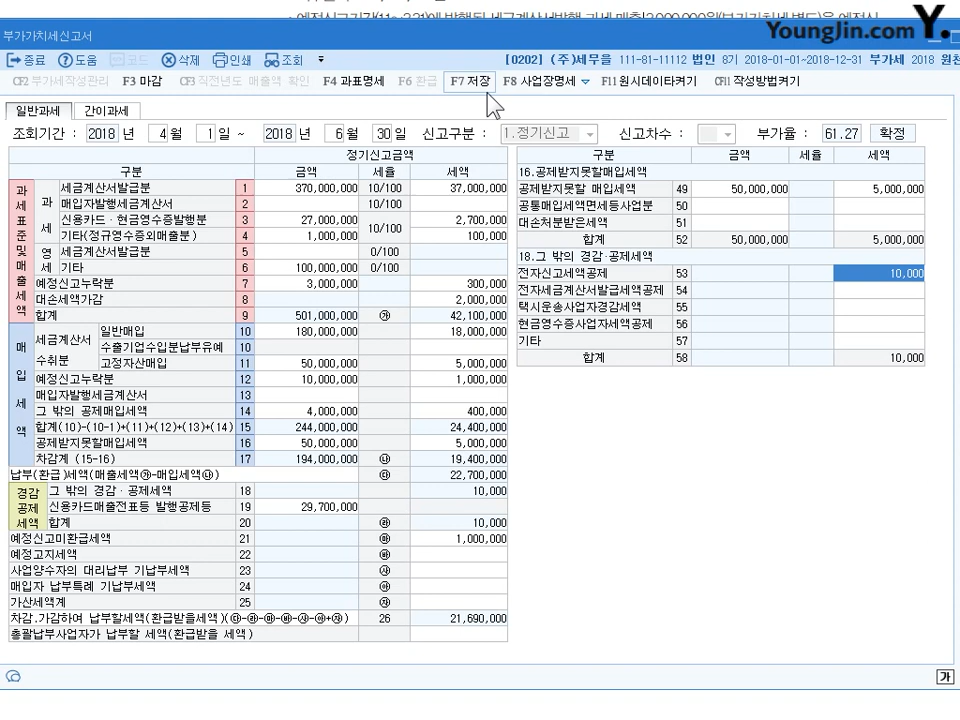 Younglin.com Y.
부가가치세신고서
종료 도움 코드 삭제 인쇄 조회 [0202] (주)세무을 111-81-11112 법인 8기 2018-01-01~2018-12-31 부가세 2018 원천
CF2 부가세작성관리 F3 마감 CF3 직전년도 매출액 확인 F4 과표명세 F6 환급 F7 저장 F8 사업장명세 F11 원시데이타켜기 CF11 작성방법켜기
일반과세 간이과세
조회기간 : 2018 년 4 월 1 일 ~ 2018 년 6 월 30 일 신고구분 : 1.정기신고 신고차수 : 부가율 : 61.27 확정
정기신고금액
구분 금액 세율 세액
과세표준및매출세액
과세 세금계산서발급분 1 370,000,000 10/100 37,000,000
매입자발행세금계산서 2 10/100
신용카드 · 현금영수증발행분 3 27,000,000 10/100 2,700,000
기타(정규영수증외매출분) 4 1,000,000 100,000
영세 세금계산서발급분 5 0/100
기타 6 100,000,000 0/100
예정신고누락분 7 3,000,000 300,000
대손세액가감 8 2,000,000
합계 9 501,000,000 ㉮ 42,100,000
매입세액
세금계산서 수취분 일반매입 10 180,000,000 18,000,000
수출기업수입분납부유예 10
고정자산매입 11 50,000,000 5,000,000
예정신고누락분 12 10,000,000 1,000,000
매입자발행세금계산서 13
그 밖의 공제매입세액 14 4,000,000 400,000
합계(10)-(10-1)+(11)+(12)+(13)+(14) 15 244,000,000 24,400,000
공제받지못할매입세액 16 50,000,000 5,000,000
차감계 (15-16) 17 194,000,000 ㉯ 19,400,000
납부(환급)세액(매출세액㉮-매입세액㉯) ㉰ 22,700,000
경감공제세액
그 밖의 경감 · 공제세액 18 10,000
신용카드매출전표등 발행공제등 19 29,700,000
합계 20 ㉱ 10,000
예정신고미환급세액 21 ㉲ 1,000,000
예정고지세액 22 ㉳
사업양수자의 대리납부 기납부세액 23 ㉴
매입자 납부특례 기납부세액 24 ㉵
가산세액계 25 ㉶
차감.가감하여 납부할세액(환급받을세액)(㉰-㉱-㉲-㉳-㉴-㉵+㉶) 26 21,690,000
총괄납부사업자가 납부할 세액(환급받을 세액)
구분 금액 세율 세액
16.공제받지못할매입세액
공제받지못할 매입세액 49 50,000,000 5,000,000
공통매입세액면세등사업분 50
대손처분받은세액 51
합계 52 50,000,000 5,000,000
18.그 밖의 경감·공제세액
전자신고세액공제 53 10,000
전자세금계산서발급세액공제 54
택시운송사업자경감세액 55
현금영수증사업자세액공제 56
기타 57
합계 58 10,000
가